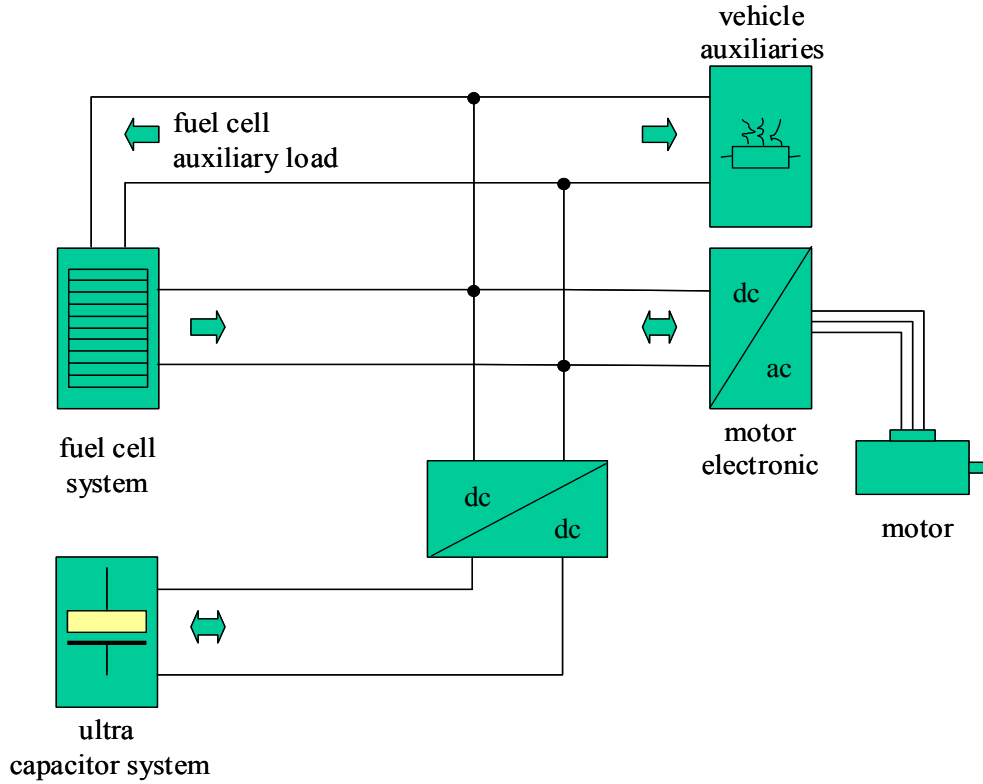 vehicle
auxiliaries
fuel cell
auxiliary load
dc
ac
fuel cell
system
motor
electronic
dc
dc
motor
ultra
capacitor system